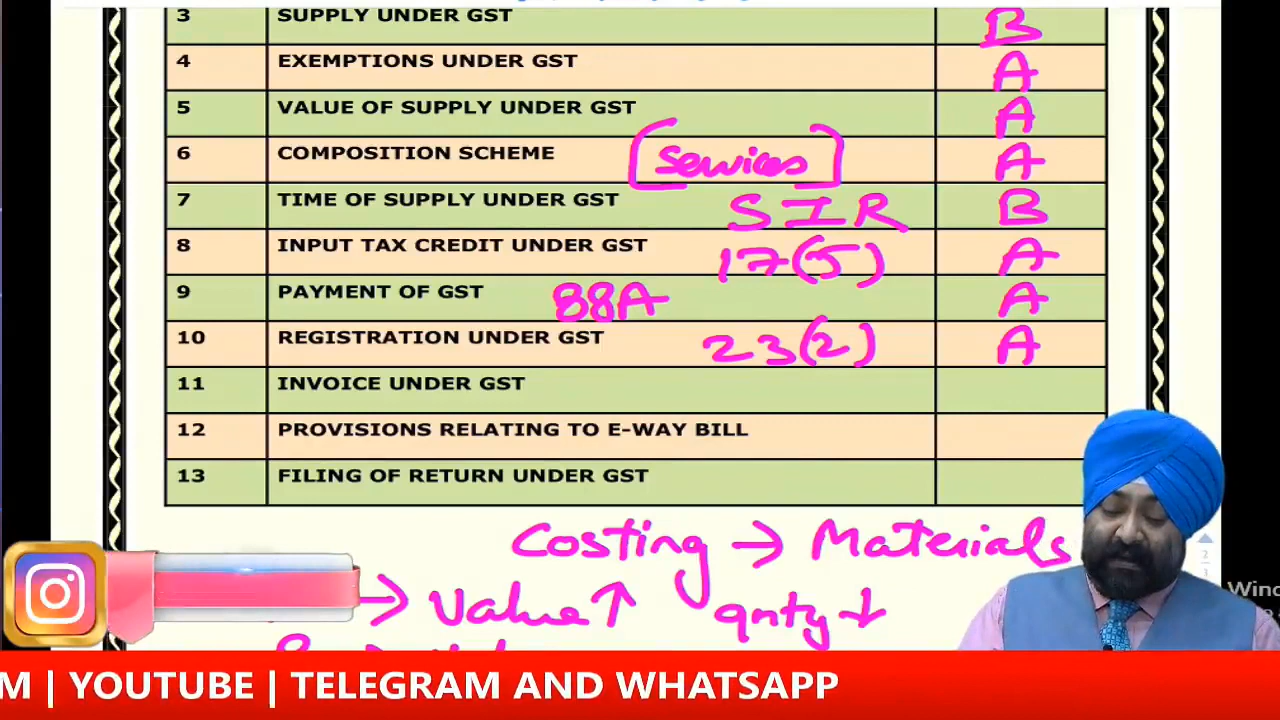 3 SUPPLY UNDER GST B
4 EXEMPTIONS UNDER GST A
5 VALUE OF SUPPLY UNDER GST A
6 COMPOSITION SCHEME [Services] A
7 TIME OF SUPPLY UNDER GST SIR B
8 INPUT TAX CREDIT UNDER GST 17(5) A
9 PAYMENT OF GST 88A A
10 REGISTRATION UNDER GST 23(2) A
11 INVOICE UNDER GST
12 PROVISIONS RELATING TO E-WAY BILL
13 FILING OF RETURN UNDER GST
Costing → Materials
→ Value ↑ qnty ↓
M | YOUTUBE | TELEGRAM AND WHATSAPP